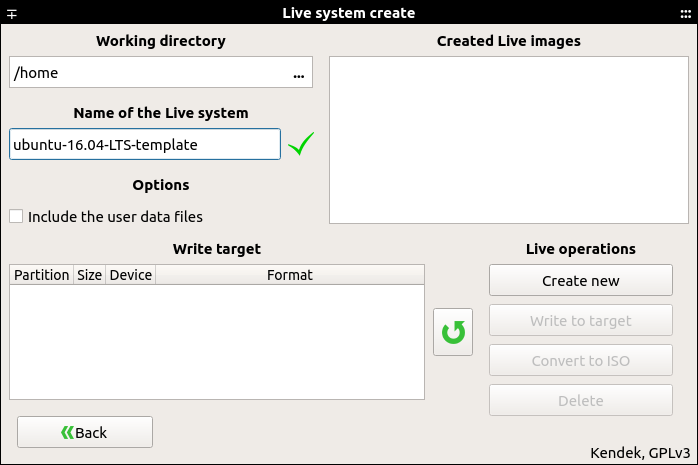 Live system create
Working directory
/home ...
Name of the Live system
ubuntu-16.04-LTS-template
Options
Include the user data files
Created Live images
Write target
Partition Size Device Format
Live operations
Create new
Write to target
Convert to ISO
Delete
Back
Kendek, GPLv3